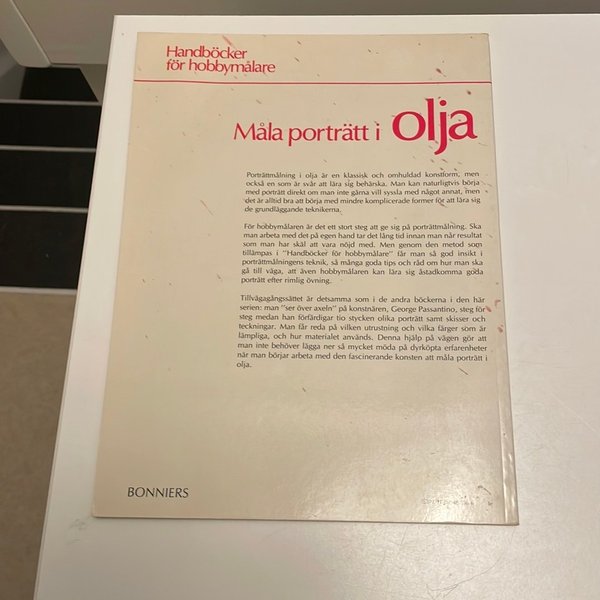 Handböcker
för hobbymålare
Måla porträtt i olja
Porträttmålning i olja är en klassisk och omhuldad konstform, men
också en som är svår att lära sig behärska. Man kan naturligtvis börja
med porträtt direkt om man inte gärna vill syssla med något annat, men
det är alltid bra att börja med mindre komplicerade former för att lära sig
de grundläggande teknikerna.
För hobbymålaren är det ett stort steg att ge sig på porträttmålning. Ska
man arbeta med det på egen hand tar det lång tid innan man når resultat
som man har skäl att vara nöjd med. Men genom den metod som
tillämpas i "Handböcker för hobbymålare" får man så god insikt i
porträttmålningens teknik, så många goda tips och råd om hur man ska
gå till väga, att även hobbymålaren kan lära sig åstadkomma goda
porträtt efter rimlig övning.
Tillvägagångssättet är detsamma som i de andra böckerna i den här
serien: man "ser över axeln" på konstnären, George Passantino, steg för
steg medan han förfärdigar tio stycken olika porträtt samt skisser och
teckningar. Man får reda på vilken utrustning och vilka färger som är
lämpliga, och hur materialet används. Denna hjälp på vägen gör att
man inte behöver lägga ner så mycket möda på dyrköpta erfarenheter
när man börjar arbeta med den fascinerande konsten att måla porträtt i
olja.
BONNIERS